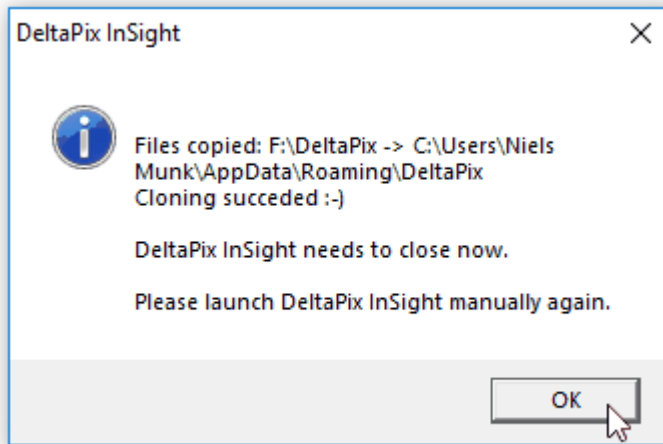 DeltaPix InSight
Files copied: F:\DeltaPix -> C:\Users\Niels
Munk\AppData\Roaming\DeltaPix
Cloning succeded :-)
DeltaPix InSight needs to close now.
Please launch DeltaPix InSight manually again.
OK